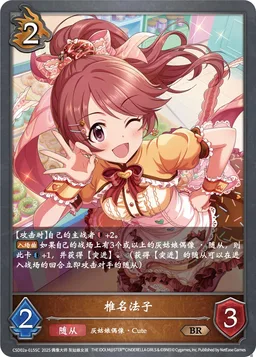 2
【攻击时】自己的主战者 +2。
入场曲 如果自己的战场上有3个或以上的灰姑娘偶像・随从，则
此卡 +1，并获得【突进】。（获得【突进】的随从可以在进
入战场的回合立即攻击对手的随从）
椎名法子
2
随从
灰姑娘偶像・Cute
BR
3